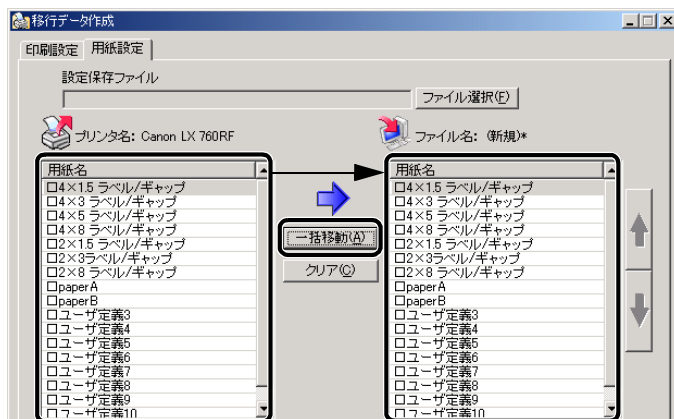 移行データ作成
印刷設定 用紙設定
設定保存ファイル
ファイル選択(F)
プリンタ名: Canon LX 760RF
ファイル名: (新規)*
用紙名
4×1.5 ラベル/ギャップ
4×3 ラベル/ギャップ
4×5 ラベル/ギャップ
4×8 ラベル/ギャップ
2×1.5 ラベル/ギャップ
2×3ラベル/ギャップ
2×8 ラベル/ギャップ
paperA
paperB
ユーザ定義3
ユーザ定義4
ユーザ定義5
ユーザ定義6
ユーザ定義7
ユーザ定義8
ユーザ定義9
ユーザ定義10
一括移動(A)
クリア(C)
用紙名
4×1.5 ラベル/ギャップ
4×3 ラベル/ギャップ
4×5 ラベル/ギャップ
4×8 ラベル/ギャップ
2×1.5 ラベル/ギャップ
2×3ラベル/ギャップ
2×8 ラベル/ギャップ
paperA
paperB
ユーザ定義3
ユーザ定義4
ユーザ定義5
ユーザ定義6
ユーザ定義7
ユーザ定義8
ユーザ定義9
ユーザ定義10